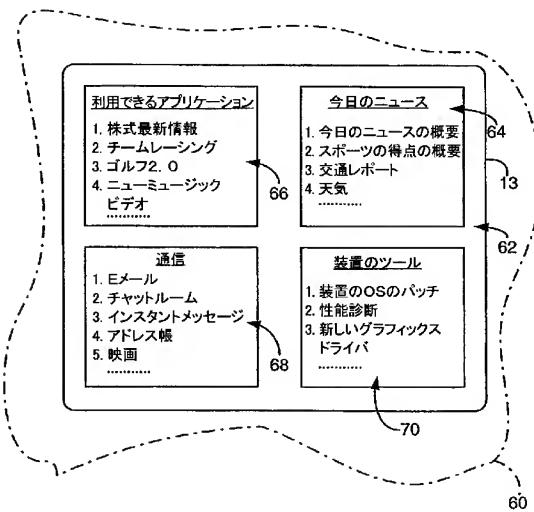 利用できるアプリケーション
1. 株式最新情報
2. チームレーシング
3. ゴルフ2.0
4. ニューミュージック
ビデオ
............
66
今日のニュース
1. 今日のニュースの概要
2. スポーツの得点の概要
3. 交通レポート
4. 天気
............
64
13
62
通信
1. Eメール
2. チャットルーム
3. インスタントメッセージ
4. アドレス帳
5. 映画
............
68
装置のツール
1. 装置のOSのパッチ
2. 性能診断
3. 新しいグラフィックス
ドライバ
............
70
60